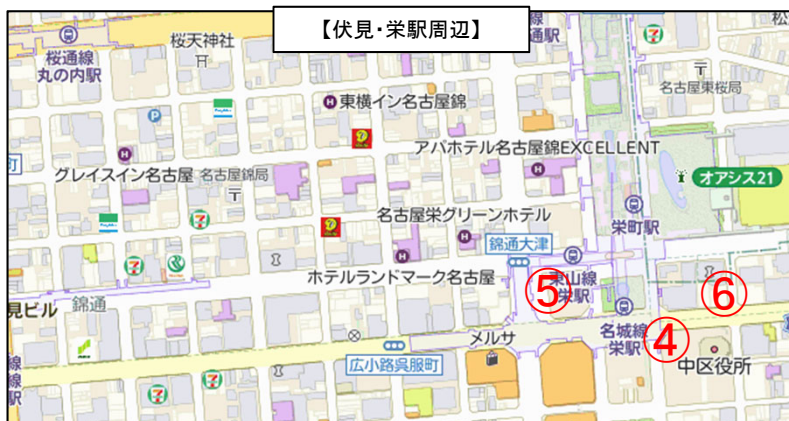 【伏見・栄駅周辺】
桜天神社
桜通線
丸の内駅
線
通駅
松
名古屋東桜局
東横イン名古屋錦
アパホテル名古屋錦EXCELLENT
町
グレイスイン名古屋
名古屋錦局
オアシス21
名古屋栄グリーンホテル
栄町駅
錦通大津
ホテルランドマーク名古屋
東山線
栄駅
⑤
⑥
見ビル
錦通
メルサ
名城線
栄駅
④
広小路呉服町
中区役所
線
線
駅